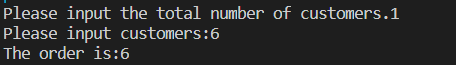 Please input the total number of customers.1
Please input customers:6
The order is:6